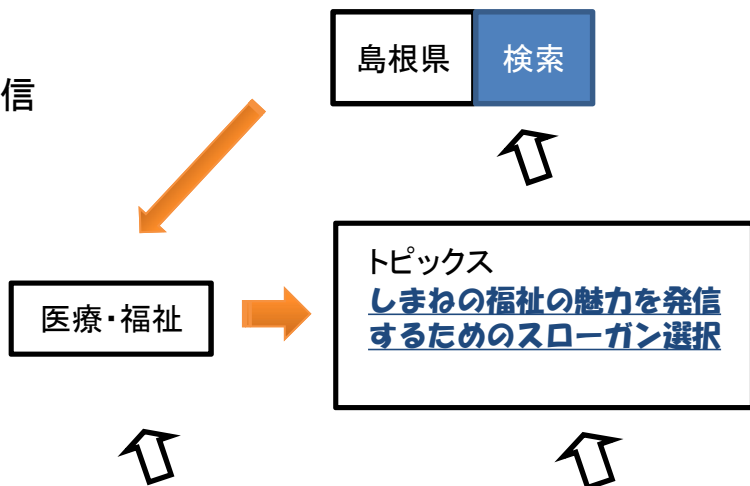 島根県 検索
信
トピックス
しまねの福祉の魅力を発信
するためのスローガン選択
医療・福祉